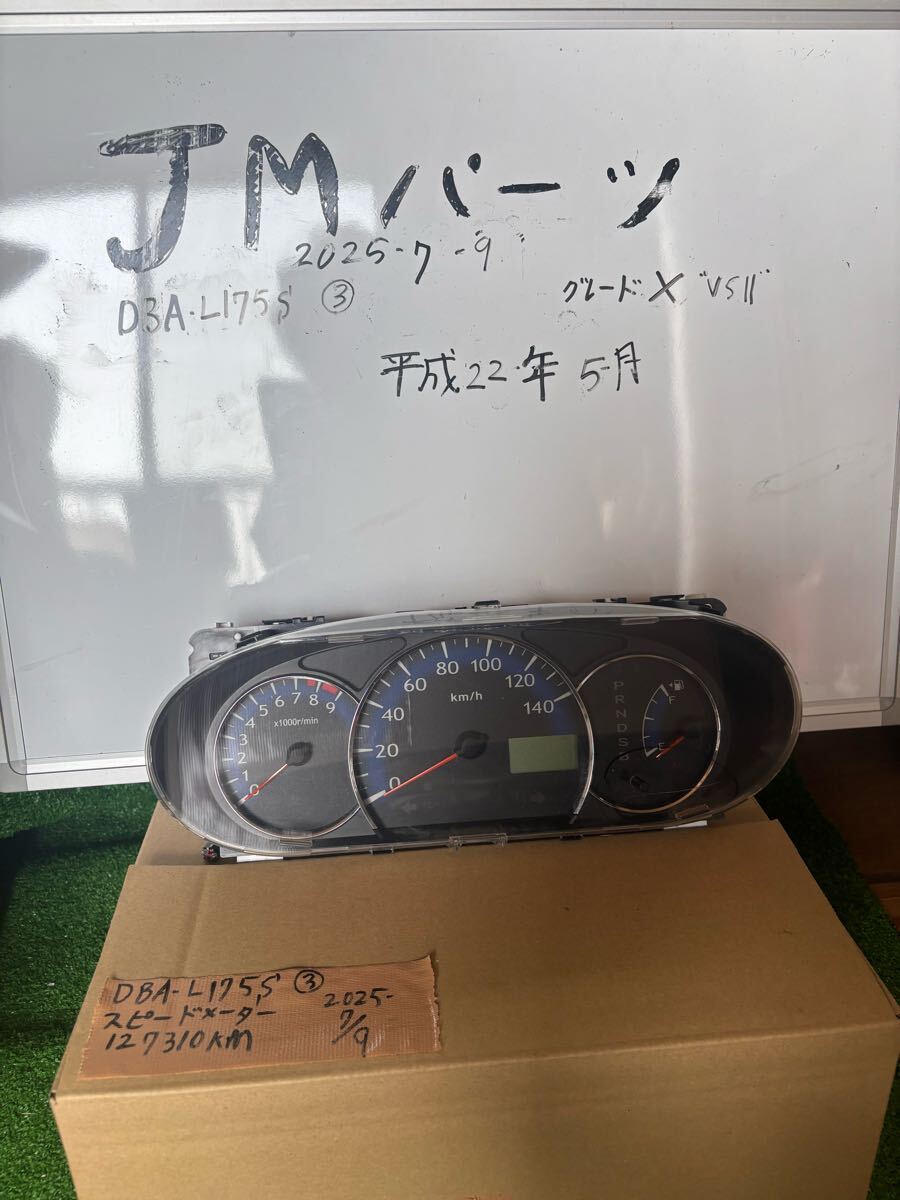 JMパーツ
2025-7-9
DBA-L175S ③
グレード X "VSII"
平成22年5月
0 1 2 3 4 5 6 7 8 9
x1000r/min
0 20 40 60 80 100 120 140
km/h
P
R
N
D
S
B
F
E
DBA-L175S ③
スピードメーター
127310KM
2025-
7/9